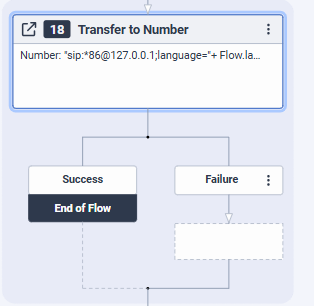 18 Transfer to Number
Number: "sip:*86@127.0.0.1;language="+ Flow.la...
Success
Failure
End of Flow